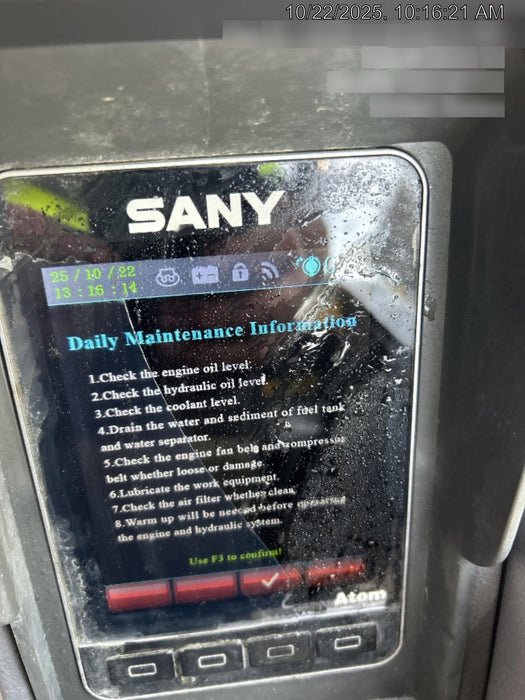 10/22/2025, 10:16:21 AM
SANY
25 / 10 / 22
13 : 16 : 14
Daily Maintenance Information
1.Check the engine oil level.
2.Check the hydraulic oil level.
3.Check the coolant level.
4.Drain the water and sediment of fuel tank
and water separator.
5.Check the engine fan belt and compressor
belt whether loose or damage.
6.Lubricate the work equipment.
7.Check the air filter whether clean.
8.Warm up will be needed before operating
the engine and hydraulic system.
Use F3 to confirm!
Atom